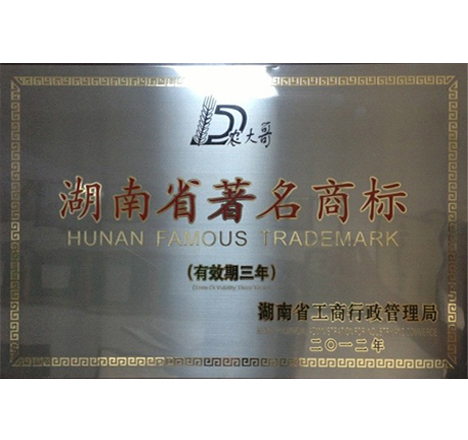 农大哥
湖南省著名商标
HUNAN FAMOUS TRADEMARK
(有效期三年)
湖南省工商行政管理局
二〇一二年